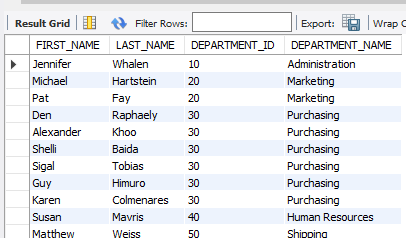 Result Grid Filter Rows: Export: Wrap C
FIRST_NAME LAST_NAME DEPARTMENT_ID DEPARTMENT_NAME
Jennifer Whalen 10 Administration
Michael Hartstein 20 Marketing
Pat Fay 20 Marketing
Den Raphaely 30 Purchasing
Alexander Khoo 30 Purchasing
Shelli Baida 30 Purchasing
Sigal Tobias 30 Purchasing
Guy Himuro 30 Purchasing
Karen Colmenares 30 Purchasing
Susan Mavris 40 Human Resources
Matthew Weiss 50 Shipping